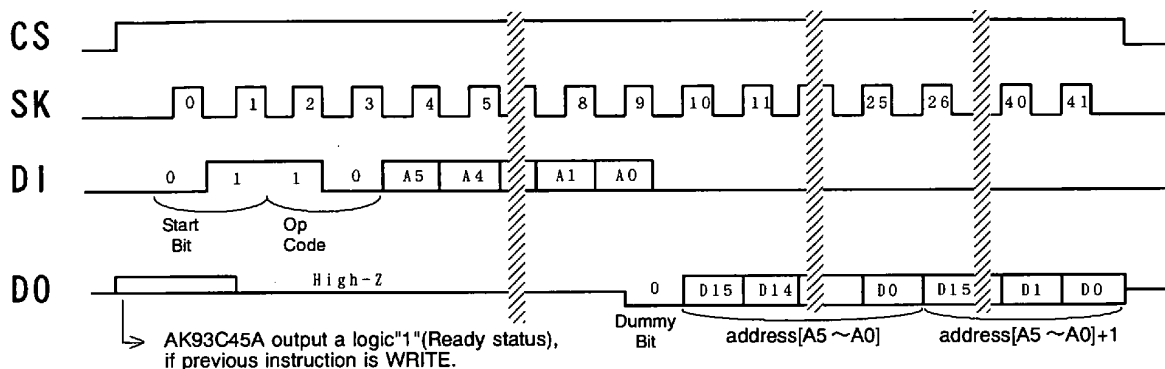 CS
SK
0 1 2 3 4 5 8 9 10 11 25 26 40 41
DI
0 1 1 0 A5 A4 A1 A0
Start
Bit
Op
Code
DO
High-Z
0 D15 D14 D0 D15 D1 D0
Dummy
Bit
address[A5 ~A0]
address[A5 ~A0]+1
AK93C45A output a logic"1"(Ready status),
if previous instruction is WRITE.